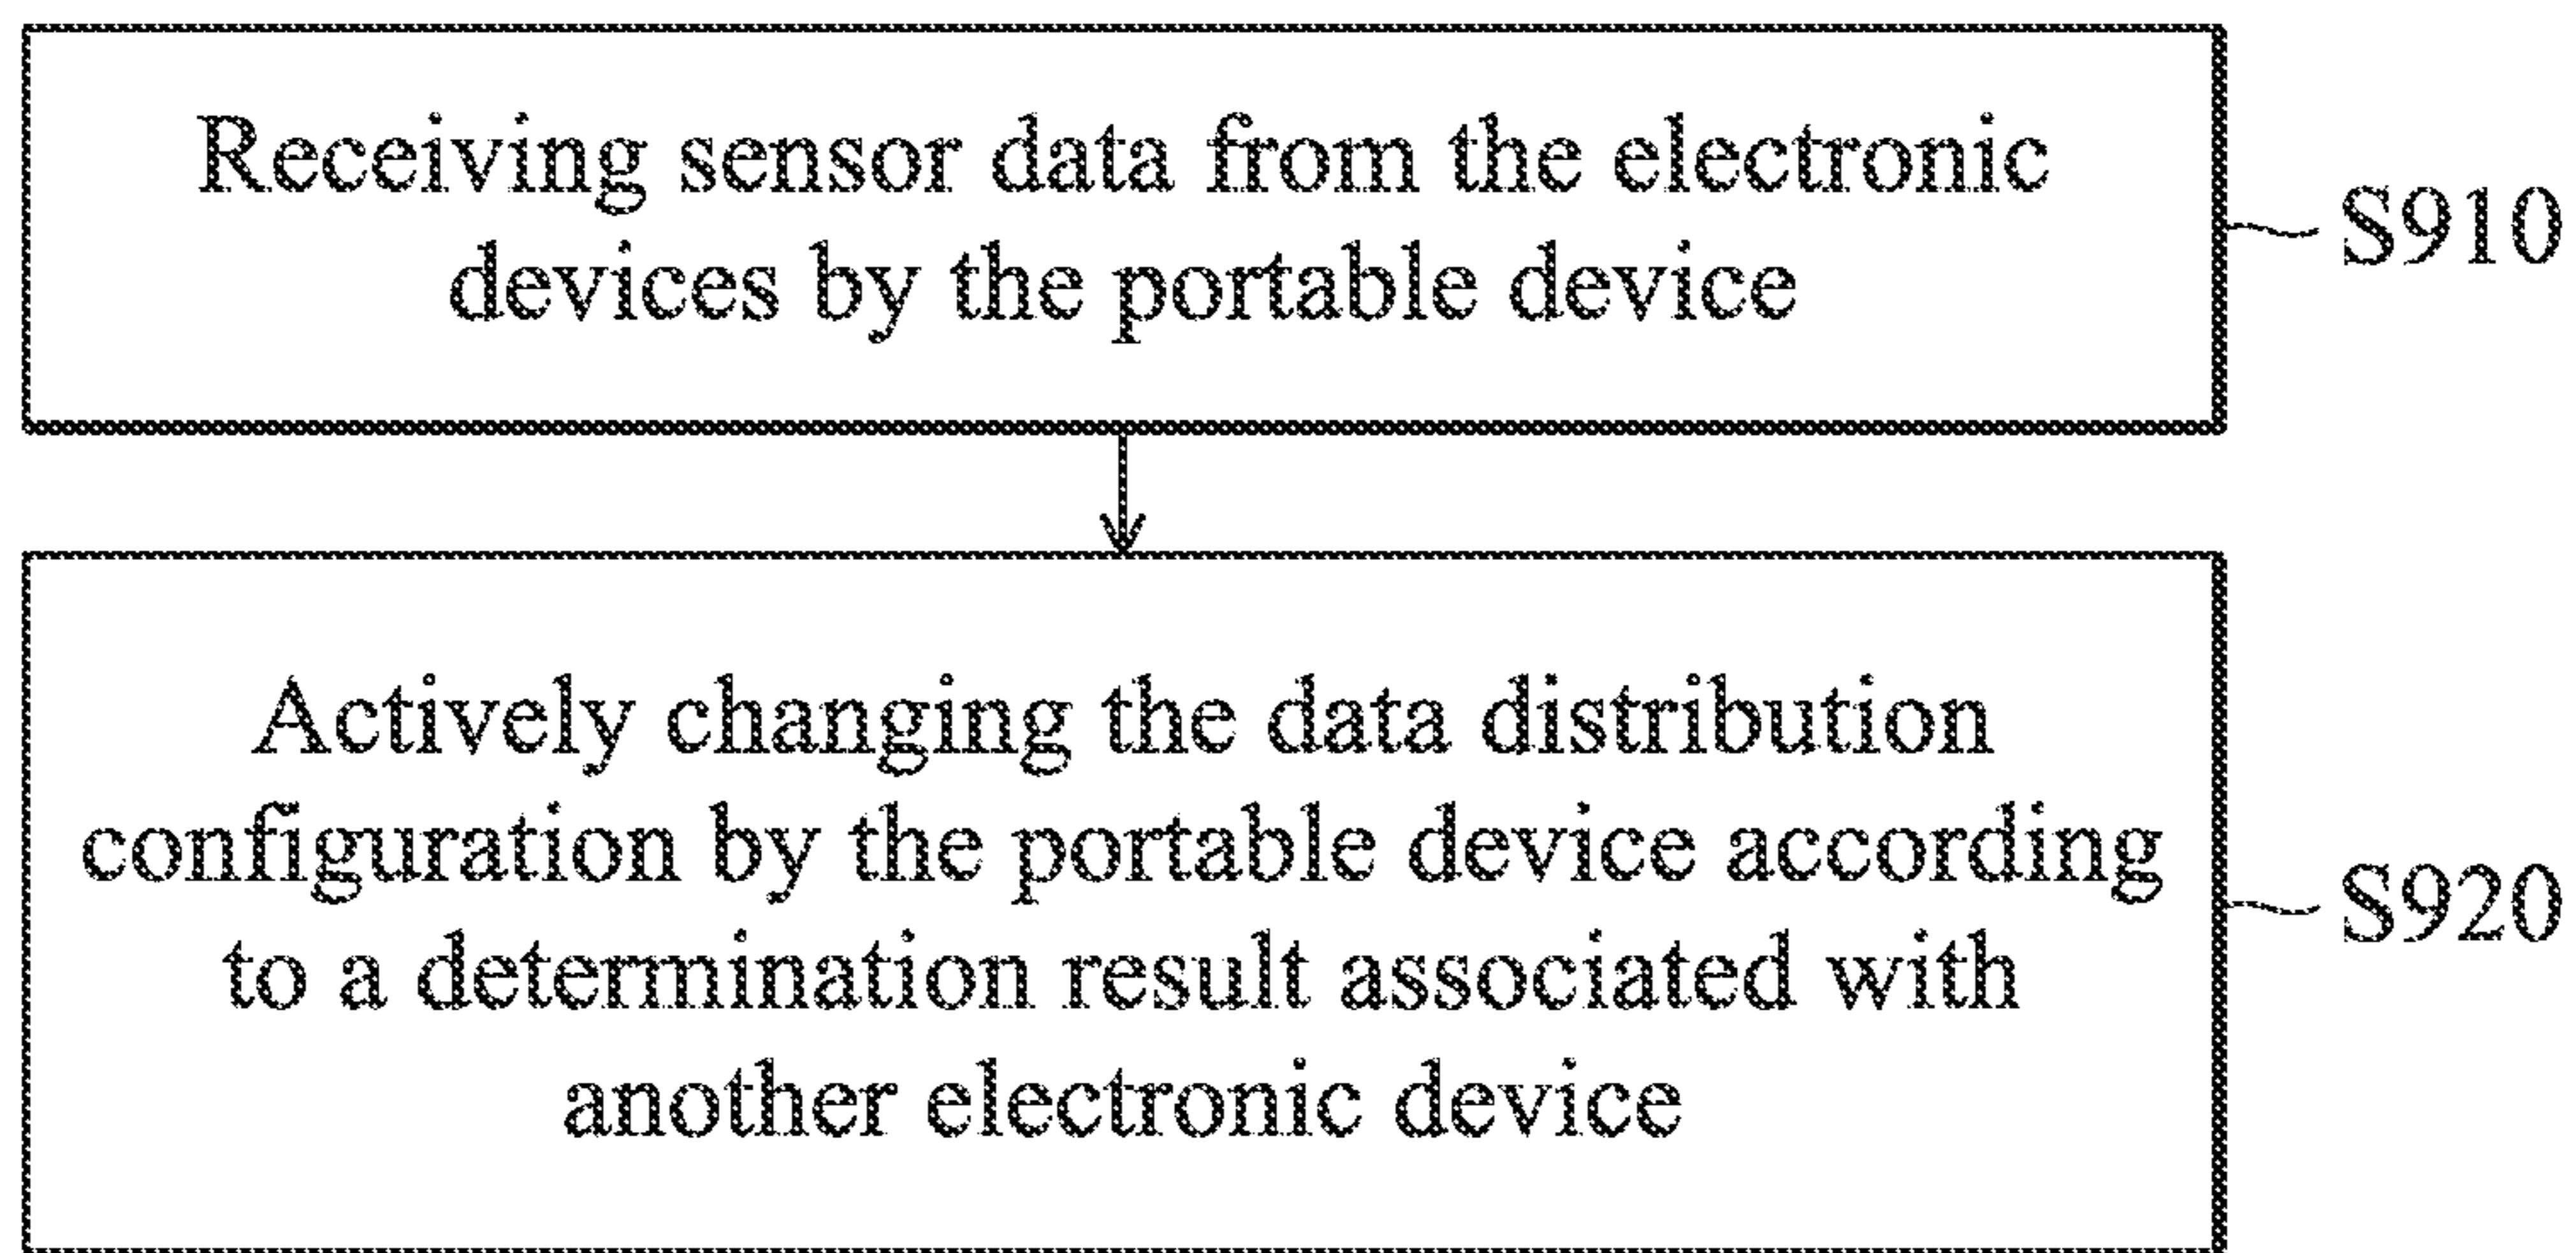 Receiving sensor data from the electronic
devices by the portable device
S910
Actively changing the data distribution
configuration by the portable device according
to a determination result associated with
another electronic device
S920